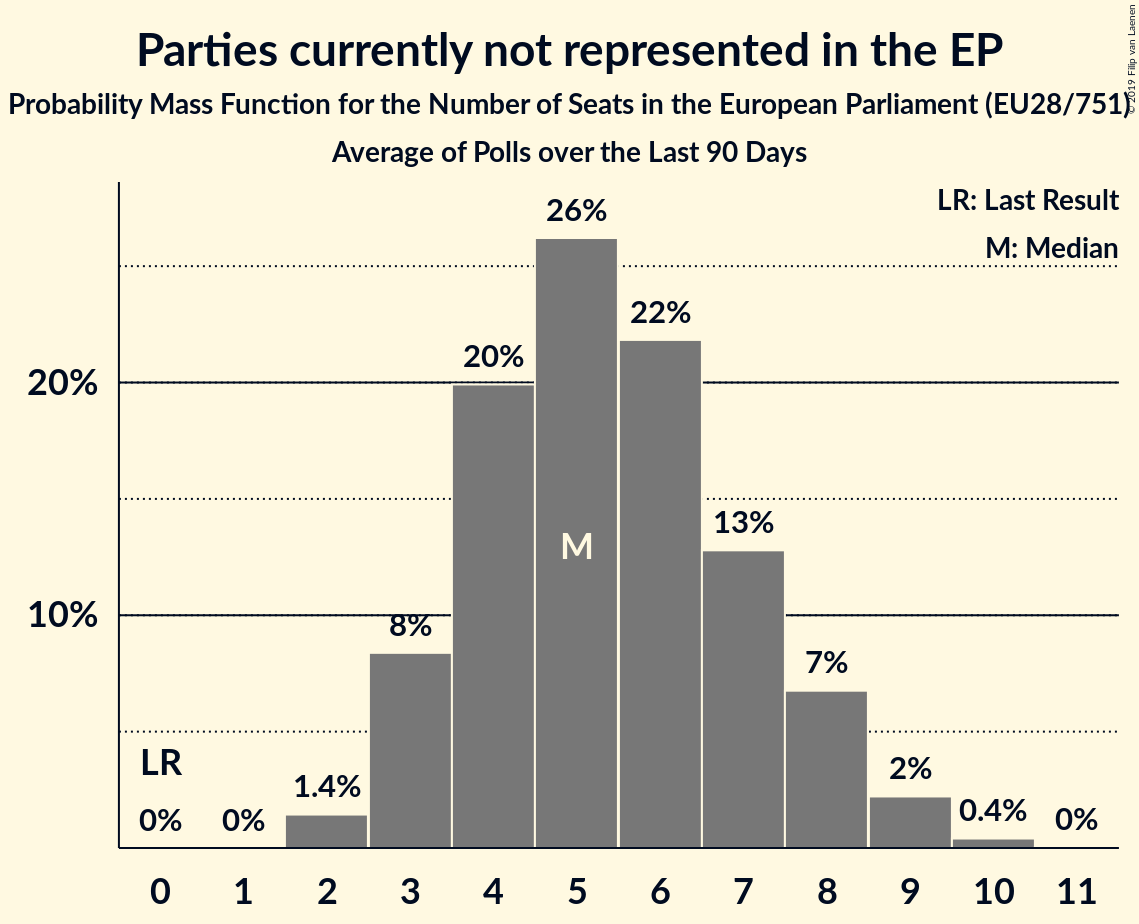 Parties currently not represented in the EP
Probability Mass Function for the Number of Seats in the European Parliament (EU28/751)
Average of Polls over the Last 90 Days
© 2019 Filip van Laenen
LR: Last Result
M: Median
26%
22%
20%
20%
13%
M
10%
8%
7%
LR
2%
1.4%
0.4%
0%
0%
0%
0 1 2 3 4 5 6 7 8 9 10 11